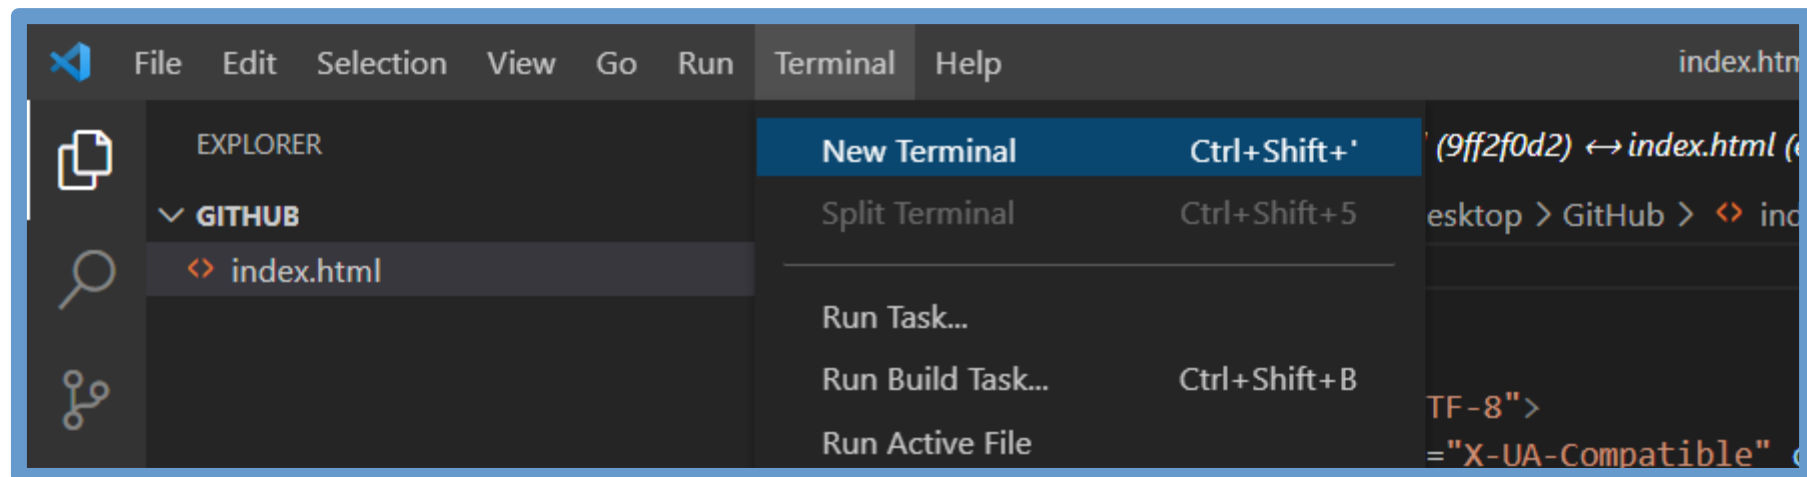 File Edit Selection View Go Run Terminal Help index.htm
EXPLORER
GITHUB
index.html
New Terminal Ctrl+Shift+'
Split Terminal Ctrl+Shift+5
Run Task...
Run Build Task... Ctrl+Shift+B
Run Active File
(9ff2f0d2) ↔ index.html (
esktop > GitHub > <> ind
TF-8">
="X-UA-Compatible"